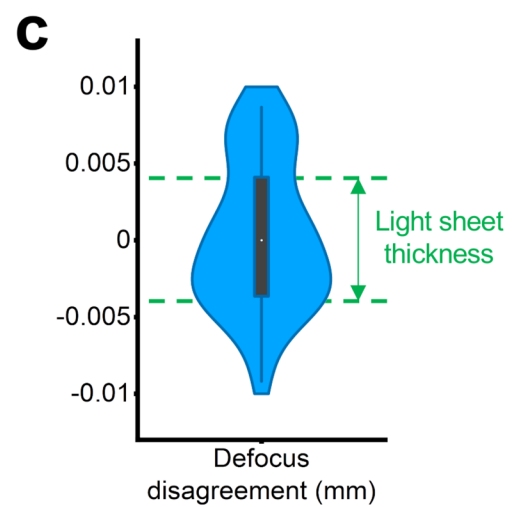 c
0.01
0.005
0
-0.005
-0.01
Light sheet
thickness
Defocus
disagreement (mm)